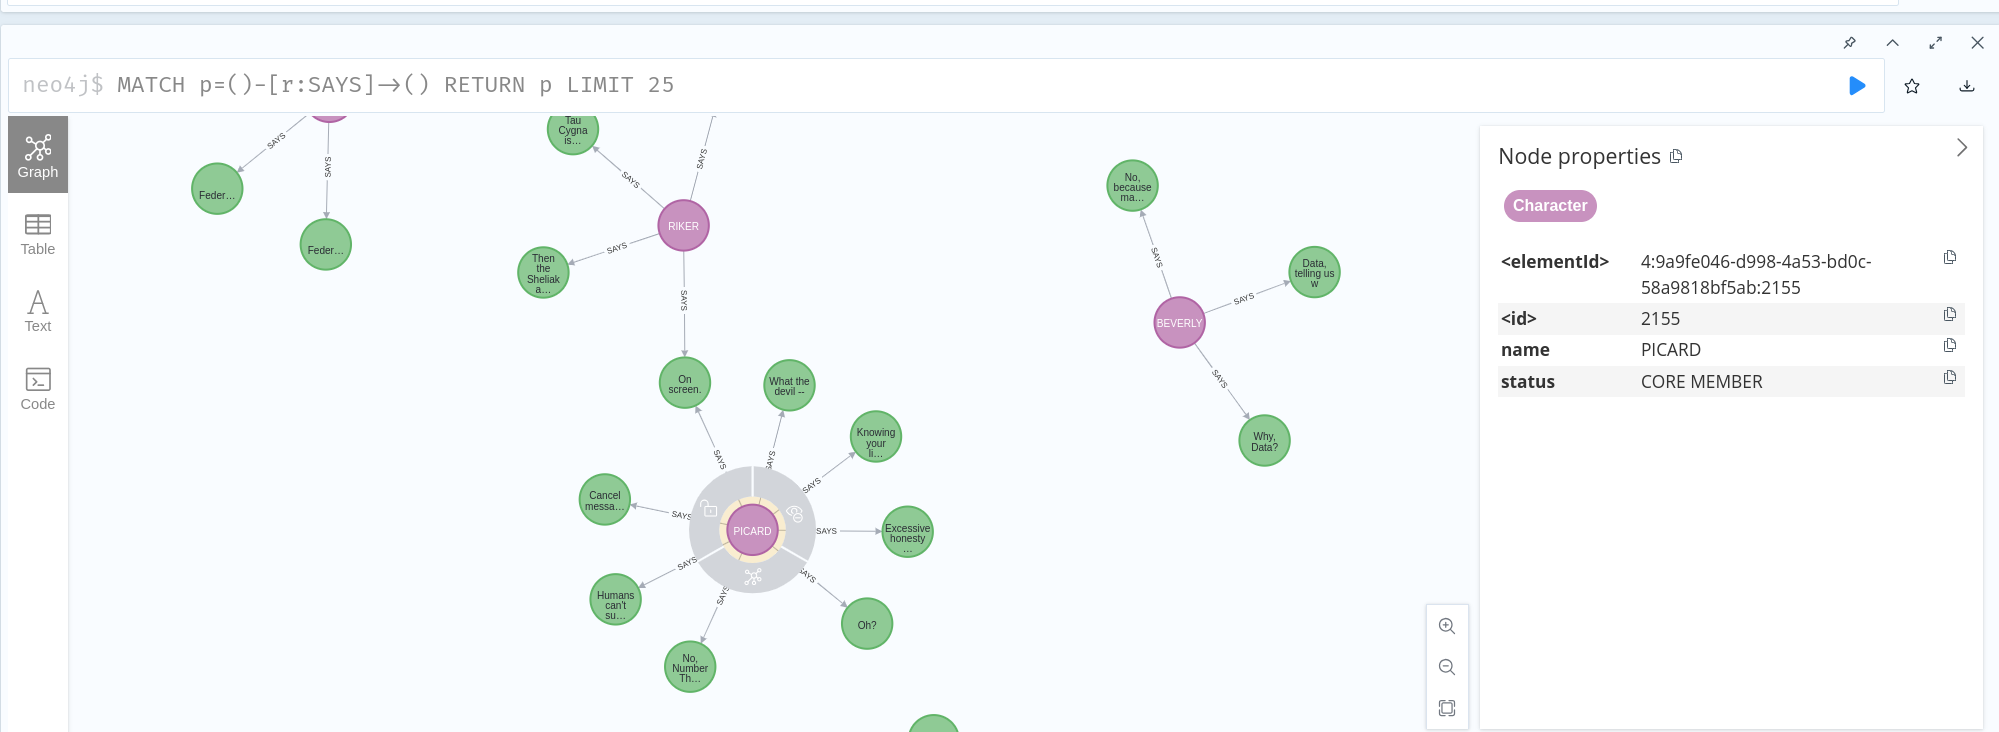 neo4j$ MATCH p=()-[r:SAYS]→() RETURN p LIMIT 25
Graph
Table
Text
Code
SAYS
SAYS
Feder…
Feder…
Tau
Cygna
is…
SAYS
SAYS
RIKER
SAYS
Then
the
Sheliak
a…
SAYS
On
screen.
What the
devil --
Knowing
your
li…
SAYS
SAYS
SAYS
Cancel
messa…
SAYS
PICARD
SAYS
Excessive
honesty
…
SAYS
SAYS
Humans
can't
su…
SAYS
Oh?
No,
Number
Th…
No,
because
ma…
SAYS
Data,
telling us
w
SAYS
BEVERLY
SAYS
Why,
Data?
Node properties
Character
<elementId> 4:9a9fe046-d998-4a53-bd0c-
58a9818bf5ab:2155
<id> 2155
name PICARD
status CORE MEMBER